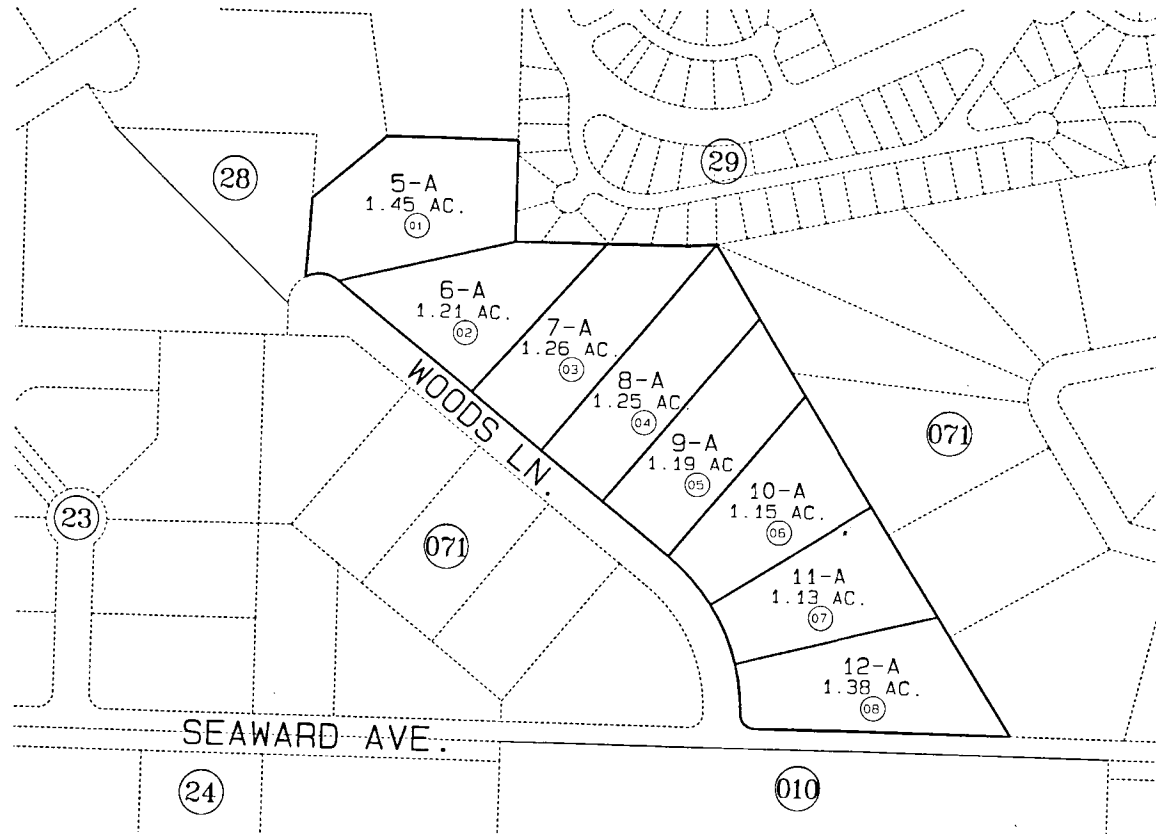 29
28
5-A
1.45 AC.
01
6-A
1.21 AC.
02
7-A
1.26 AC.
03
8-A
1.25 AC.
04
9-A
1.19 AC
05
10-A
1.15 AC.
06
11-A
1.13 AC.
07
12-A
1.38 AC.
08
WOODS LN.
071
23
071
SEAWARD AVE.
24
010